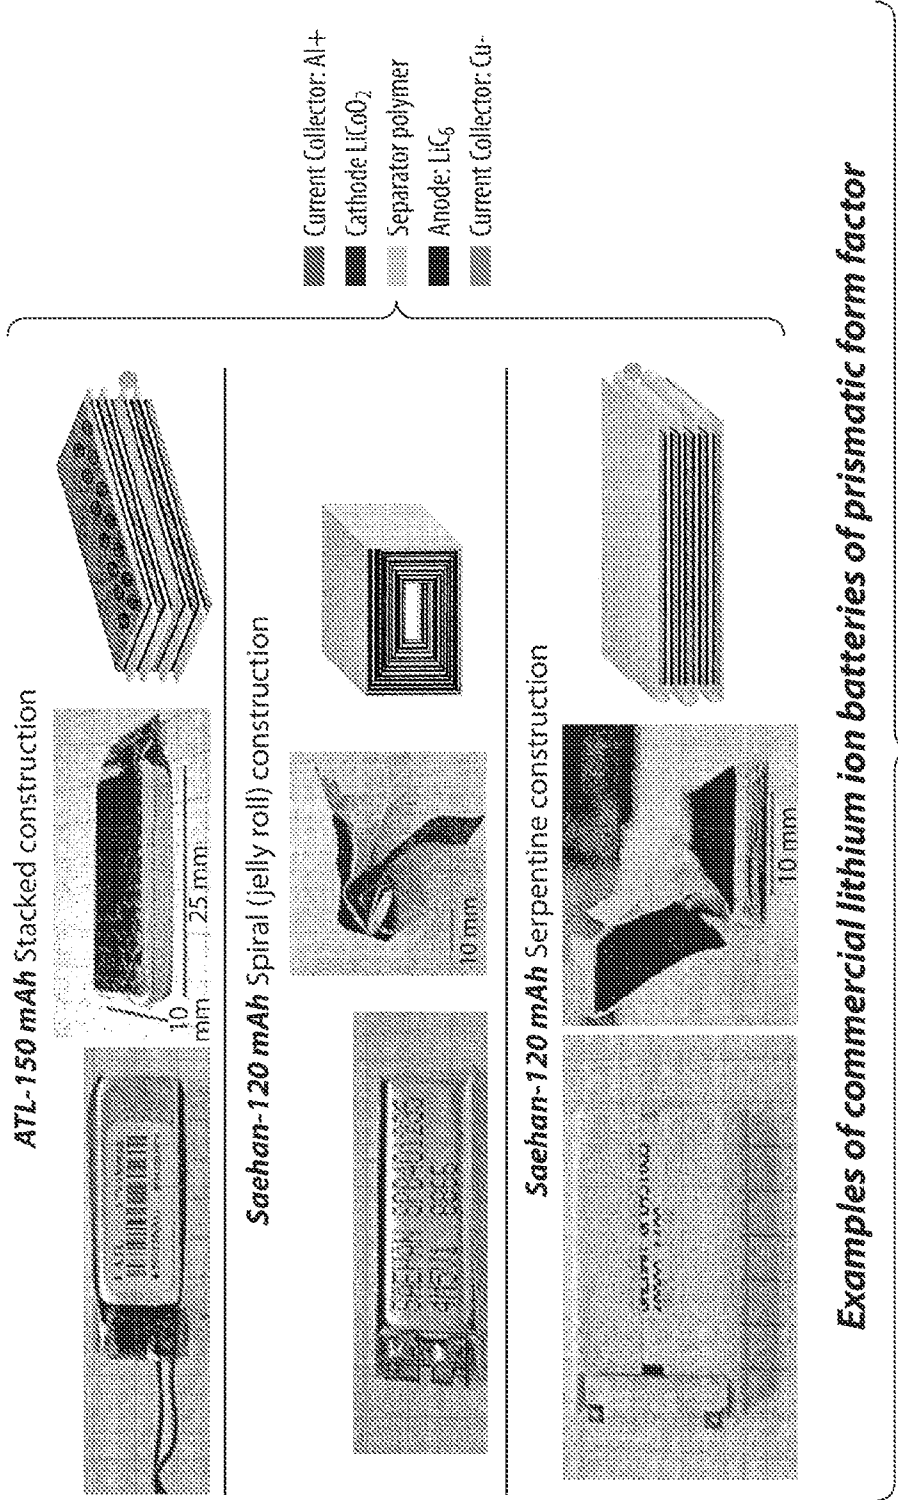 ATL-150 mAh Stacked construction
10
mm
25 mm
Saehan-120 mAh Spiral (jelly roll) construction
10 mm
Saehan-120 mAh Serpentine construction
10 mm
Current Collector: Al+
Cathode LiCoO₂
Separator polymer
Anode: LiC₆
Current Collector: Cu-
Examples of commercial lithium ion batteries of prismatic form factor